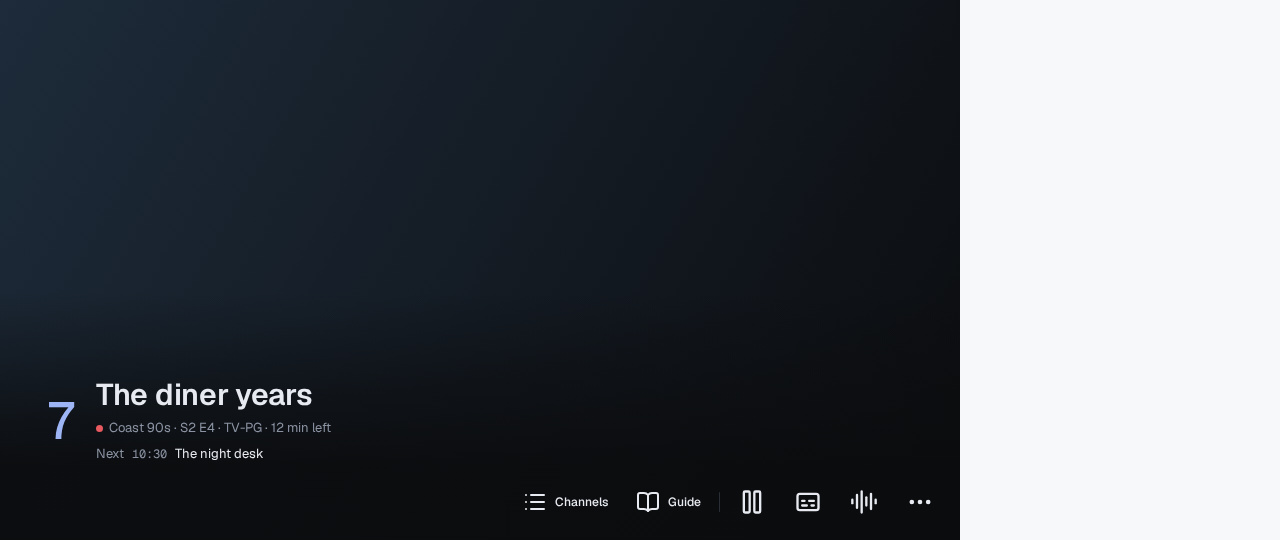 7
The diner years
Coast 90s · S2 E4 · TV-PG · 12 min left
Next 10:30 The night desk
Channels Guide